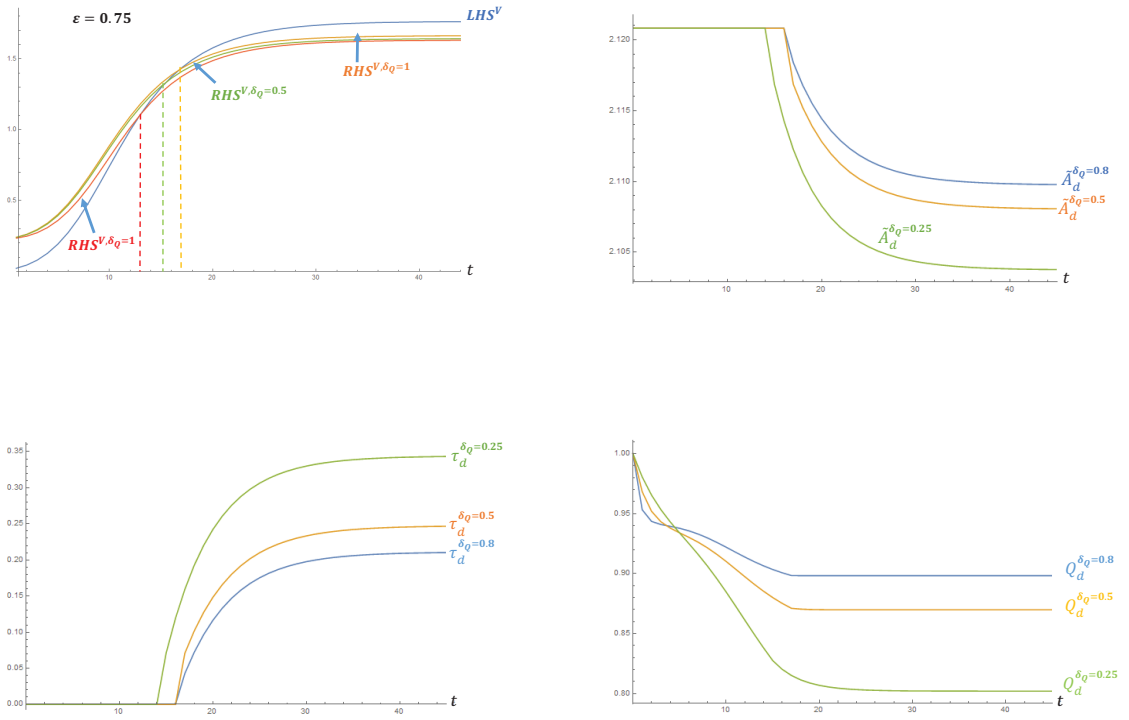 ε = 0.75
LHS^V
1.5
1.0
0.5
RHS^{V,δ_Q=1}
RHS^{V,δ_Q=0.5}
RHS^{V,δ_Q=1}
10
20
30
40
t
2.120
2.115
2.110
2.105
Ã_d^{δ_Q=0.8}
Ã_d^{δ_Q=0.5}
Ã_d^{δ_Q=0.25}
10
20
30
40
t
0.35
0.30
0.25
0.20
0.15
0.10
0.05
0.00
τ_d^{δ_Q=0.25}
τ_d^{δ_Q=0.5}
τ_d^{δ_Q=0.8}
10
20
30
40
t
1.00
0.95
0.90
0.85
0.80
Q_d^{δ_Q=0.8}
Q_d^{δ_Q=0.5}
Q_d^{δ_Q=0.25}
10
20
30
40
t